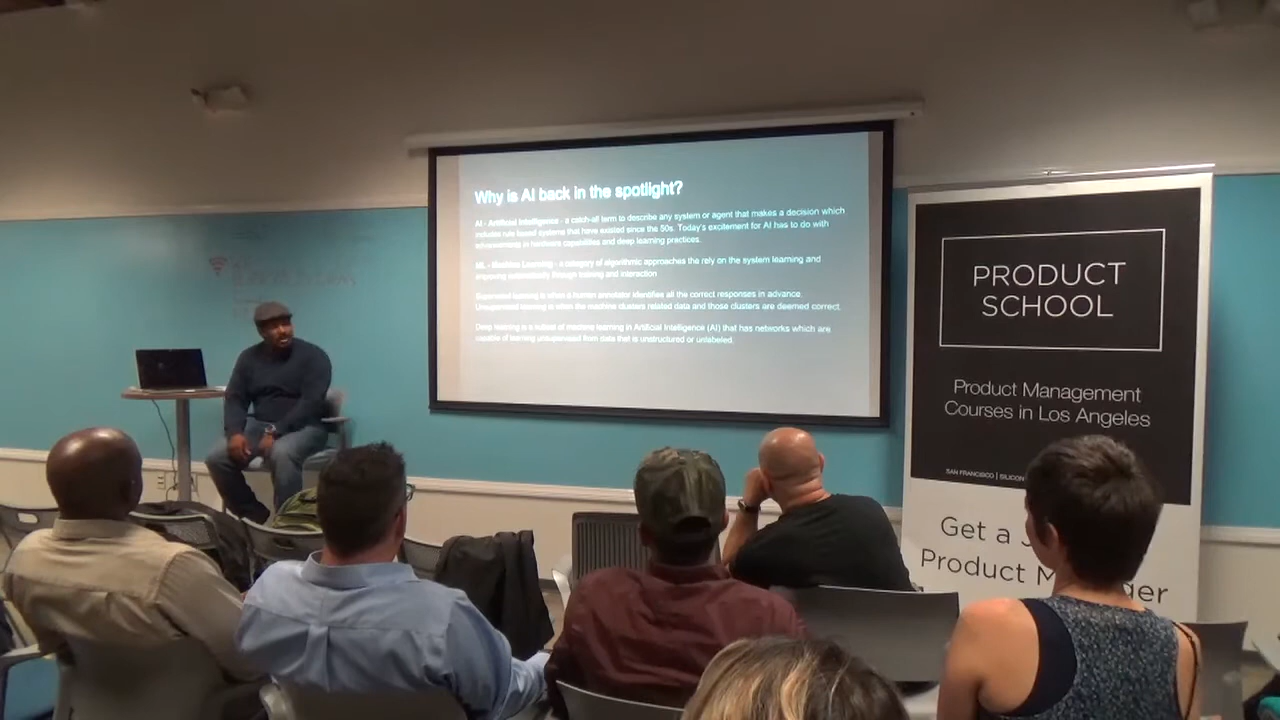 Why is AI back in the spotlight?
AI - Artificial Intelligence - a catch-all term to describe any system or agent that makes a decision which
includes rule based systems that have existed since the 50s. Today's excitement for AI has to do with
advancements in hardware capabilities and deep learning practices.
ML - Machine Learning - a category of algorithmic approaches the rely on the system learning and
improving automatically through training and interaction
Supervised learning is when a human annotator identifies all the correct responses in advance.
Unsupervised learning is when the machine clusters related data and those clusters are deemed correct.
Deep learning is a subset of machine learning in Artificial Intelligence (AI) that has networks which are
capable of learning unsupervised from data that is unstructured or unlabeled.
PRODUCT
SCHOOL
Product Management
Courses in Los Angeles
SAN FRANCISCO | SILICON
Get a
Product